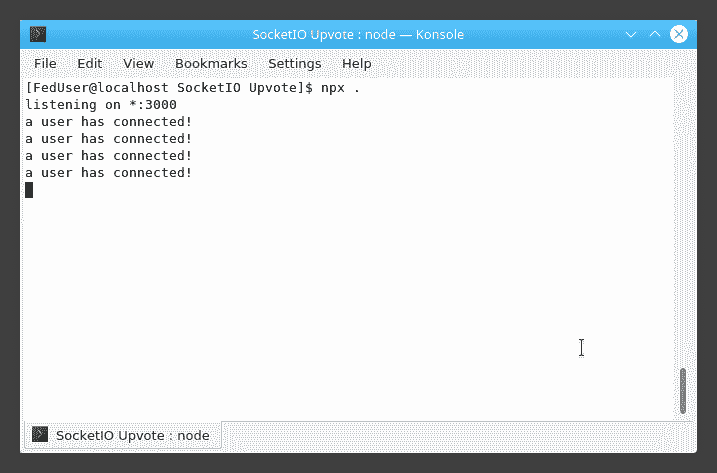 SocketIO Upvote : node — Konsole
File Edit View Bookmarks Settings Help
[FedUser@localhost SocketIO Upvote]$ npx .
listening on *:3000
a user has connected!
a user has connected!
a user has connected!
a user has connected!
SocketIO Upvote : node